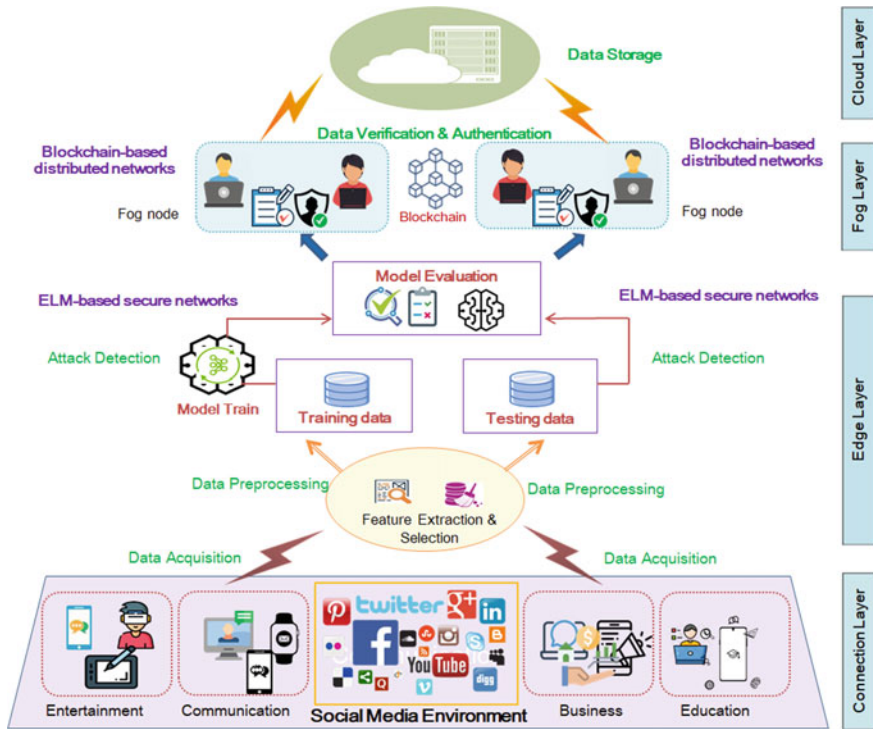 Data Storage
Cloud Layer
Data Verification & Authentication
Blockchain-based
distributed networks
Blockchain-based
distributed networks
Fog node
Blockchain
Fog node
Fog Layer
Model Evaluation
ELM-based secure networks
ELM-based secure networks
Attack Detection
Attack Detection
Model Train
Training data
Testing data
Edge Layer
Data Preprocessing
Data Preprocessing
Feature Extraction &
Selection
Data Acquisition
Data Acquisition
twitter
g+
in
f
You Tube
digg
Entertainment
Communication
Social Media Environment
Business
Education
Connection Layer